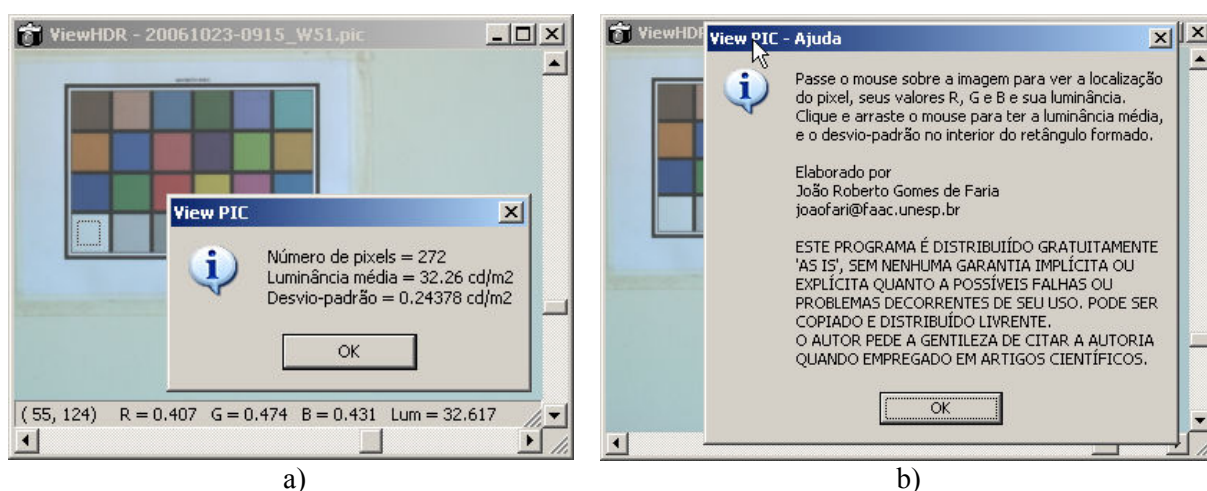 ViewHDR - 20061023-0915_W51.pic
View PIC
Número de pixels = 272
Luminância média = 32.26 cd/m2
Desvio-padrão = 0.24378 cd/m2
OK
( 55, 124) R = 0.407 G = 0.474 B = 0.431 Lum = 32.617
a)
ViewHDR
View PIC - Ajuda
Passe o mouse sobre a imagem para ver a localização
do pixel, seus valores R, G e B e sua luminância.
Clique e arraste o mouse para ter a luminância média,
e o desvio-padrão no interior do retângulo formado.
Elaborado por
João Roberto Gomes de Faria
joaofari@faac.unesp.br
ESTE PROGRAMA É DISTRIBUIÍDO GRATUITAMENTE
'AS IS', SEM NENHUMA GARANTIA IMPLÍCITA OU
EXPLÍCITA QUANTO A POSSÍVEIS FALHAS OU
PROBLEMAS DECORRENTES DE SEU USO. PODE SER
COPIADO E DISTRIBUÍDO LIVRENTE.
O AUTOR PEDE A GENTILEZA DE CITAR A AUTORIA
QUANDO EMPREGADO EM ARTIGOS CIENTÍFICOS.
OK
b)